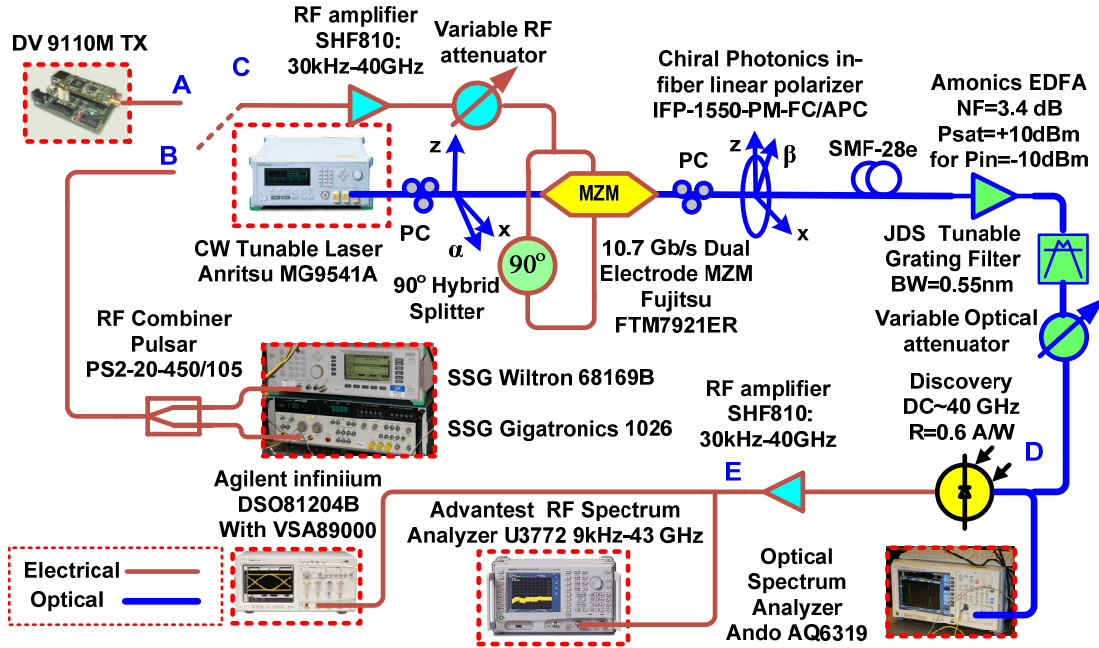 DV 9110M TX
A
B
C
RF amplifier
SHF810:
30kHz-40GHz
Variable RF
attenuator
Chiral Photonics in-
fiber linear polarizer
IFP-1550-PM-FC/APC
Amonics EDFA
NF=3.4 dB
Psat=+10dBm
for Pin=-10dBm
z
x
α
PC
MZM
PC
z
β
x
SMF-28e
CW Tunable Laser
Anritsu MG9541A
90°
90° Hybrid
Splitter
10.7 Gb/s Dual
Electrode MZM
Fujitsu
FTM7921ER
JDS Tunable
Grating Filter
BW=0.55nm
Variable Optical
attenuator
RF Combiner
Pulsar
PS2-20-450/105
SSG Wiltron 68169B
SSG Gigatronics 1026
RF amplifier
SHF810:
30kHz-40GHz
Discovery
DC~40 GHz
R=0.6 A/W
D
E
Agilent infiniium
DSO81204B
With VSA89000
Advantest RF Spectrum
Analyzer U3772 9kHz-43 GHz
Optical
Spectrum
Analyzer
Ando AQ6319
Electrical
Optical